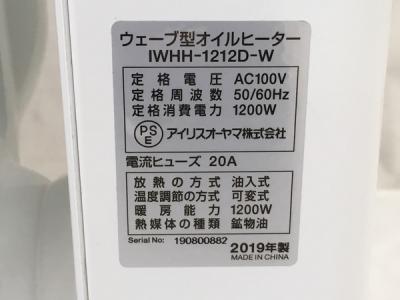 ウェーブ型オイルヒーター
IWHH-1212D-W
定格電圧 AC100V
定格周波数 50/60Hz
定格消費電力 1200W
PSE アイリスオーヤマ株式会社
電流ヒューズ 20A
放熱の方式 油入式
温度調節の方式 可変式
暖房能力 1200W
熱媒体の種類 鉱物油
Serial No: 190800882 2019年製
MADE IN CHINA